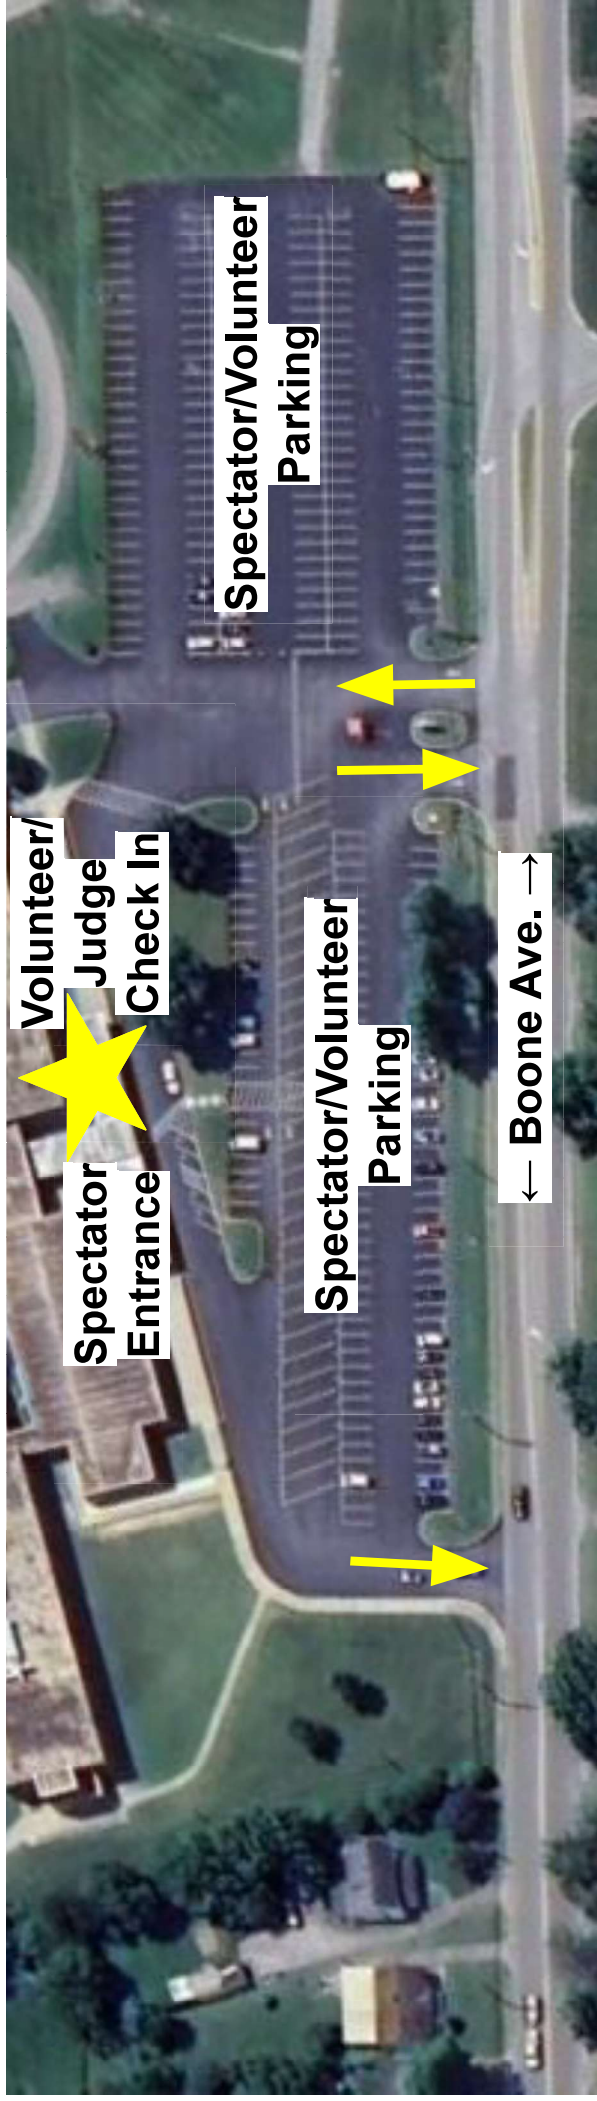 Spectator/Volunteer
Parking
Volunteer/
Judge
Check In
Spectator
Entrance
Spectator/Volunteer
Parking
← Boone Ave. →